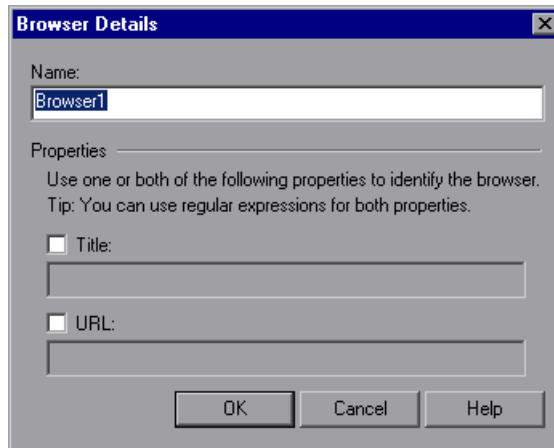 Browser Details
Name:
Browser1
Properties
Use one or both of the following properties to identify the browser.
Tip: You can use regular expressions for both properties.
Title:
URL:
OK Cancel Help